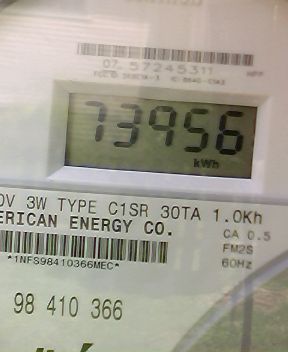 07 57245311
73956
kWh
0V 3W TYPE C1SR 30TA 1.0Kh
ERICAN ENERGY CO.
CA 0.5
FM2S
*1NFS98410366MEC*
60Hz
98 410 366